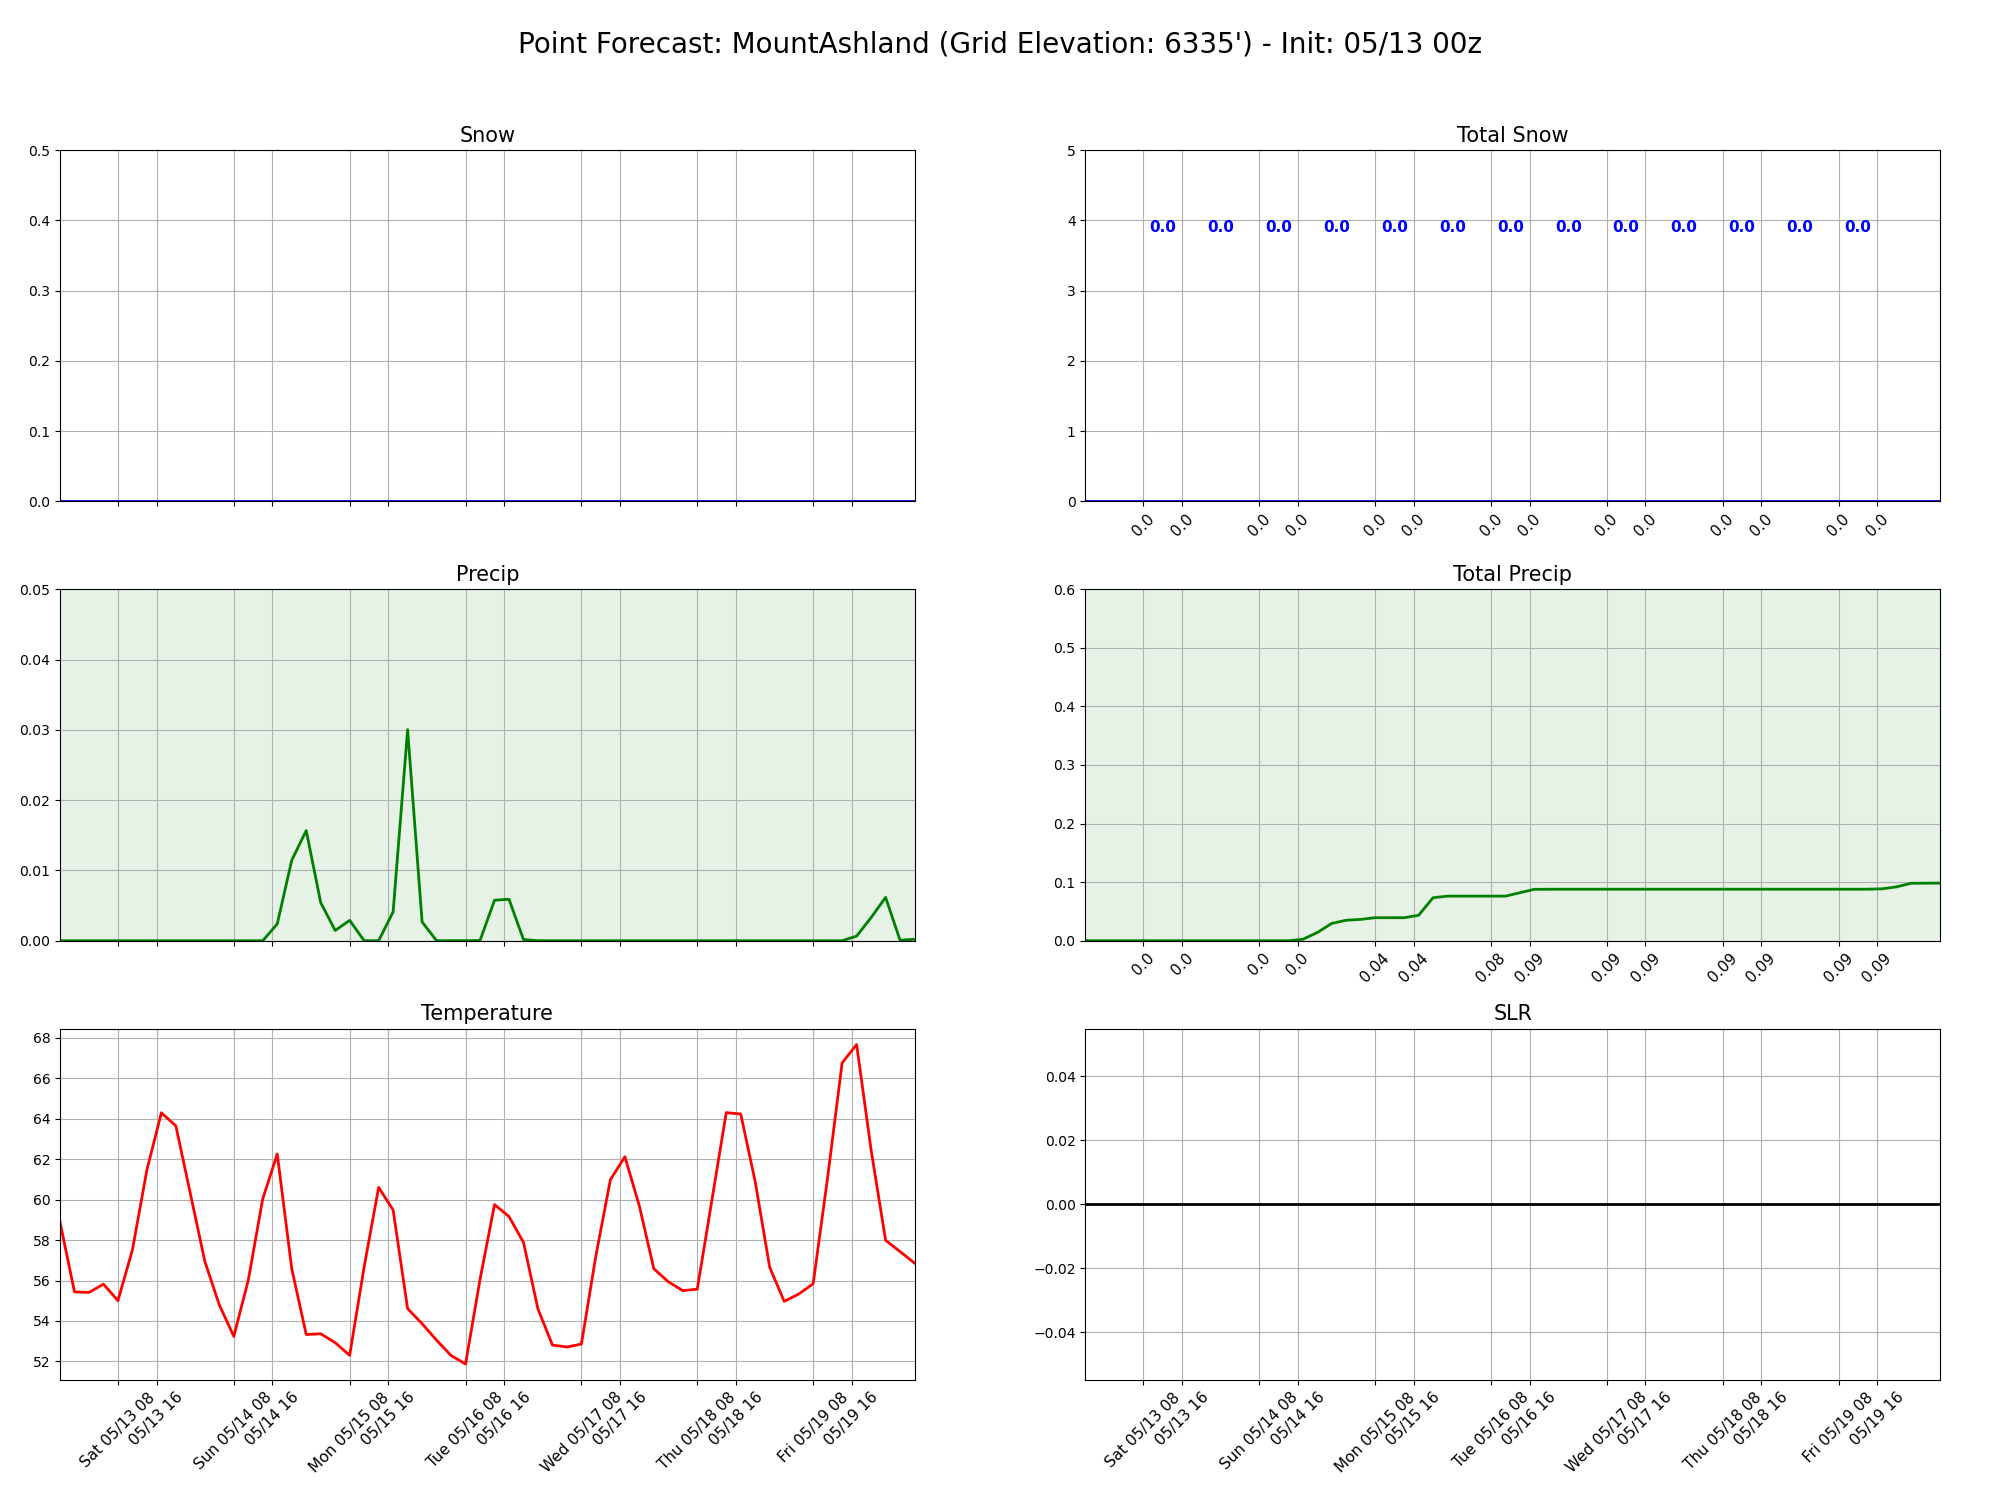 Point Forecast: MountAshland (Grid Elevation: 6335') - Init: 05/13 00z
Snow
0.5
0.4
0.3
0.2
0.1
0.0
Total Snow
5
4
3
2
1
0
0.0 0.0 0.0 0.0 0.0 0.0 0.0 0.0 0.0 0.0 0.0 0.0 0.0
0.0 0.0 0.0 0.0 0.0 0.0 0.0 0.0 0.0 0.0 0.0 0.0 0.0 0.0
Precip
0.05
0.04
0.03
0.02
0.01
0.00
Total Precip
0.6
0.5
0.4
0.3
0.2
0.1
0.0
0.0 0.0 0.0 0.0 0.04 0.04 0.08 0.09 0.09 0.09 0.09 0.09 0.09 0.09
Temperature
68
66
64
62
60
58
56
54
52
Sat 05/13 08
05/13 16
Sun 05/14 08
05/14 16
Mon 05/15 08
05/15 16
Tue 05/16 08
05/16 16
Wed 05/17 08
05/17 16
Thu 05/18 08
05/18 16
Fri 05/19 08
05/19 16
SLR
0.04
0.02
0.00
−0.02
−0.04
Sat 05/13 08
05/13 16
Sun 05/14 08
05/14 16
Mon 05/15 08
05/15 16
Tue 05/16 08
05/16 16
Wed 05/17 08
05/17 16
Thu 05/18 08
05/18 16
Fri 05/19 08
05/19 16